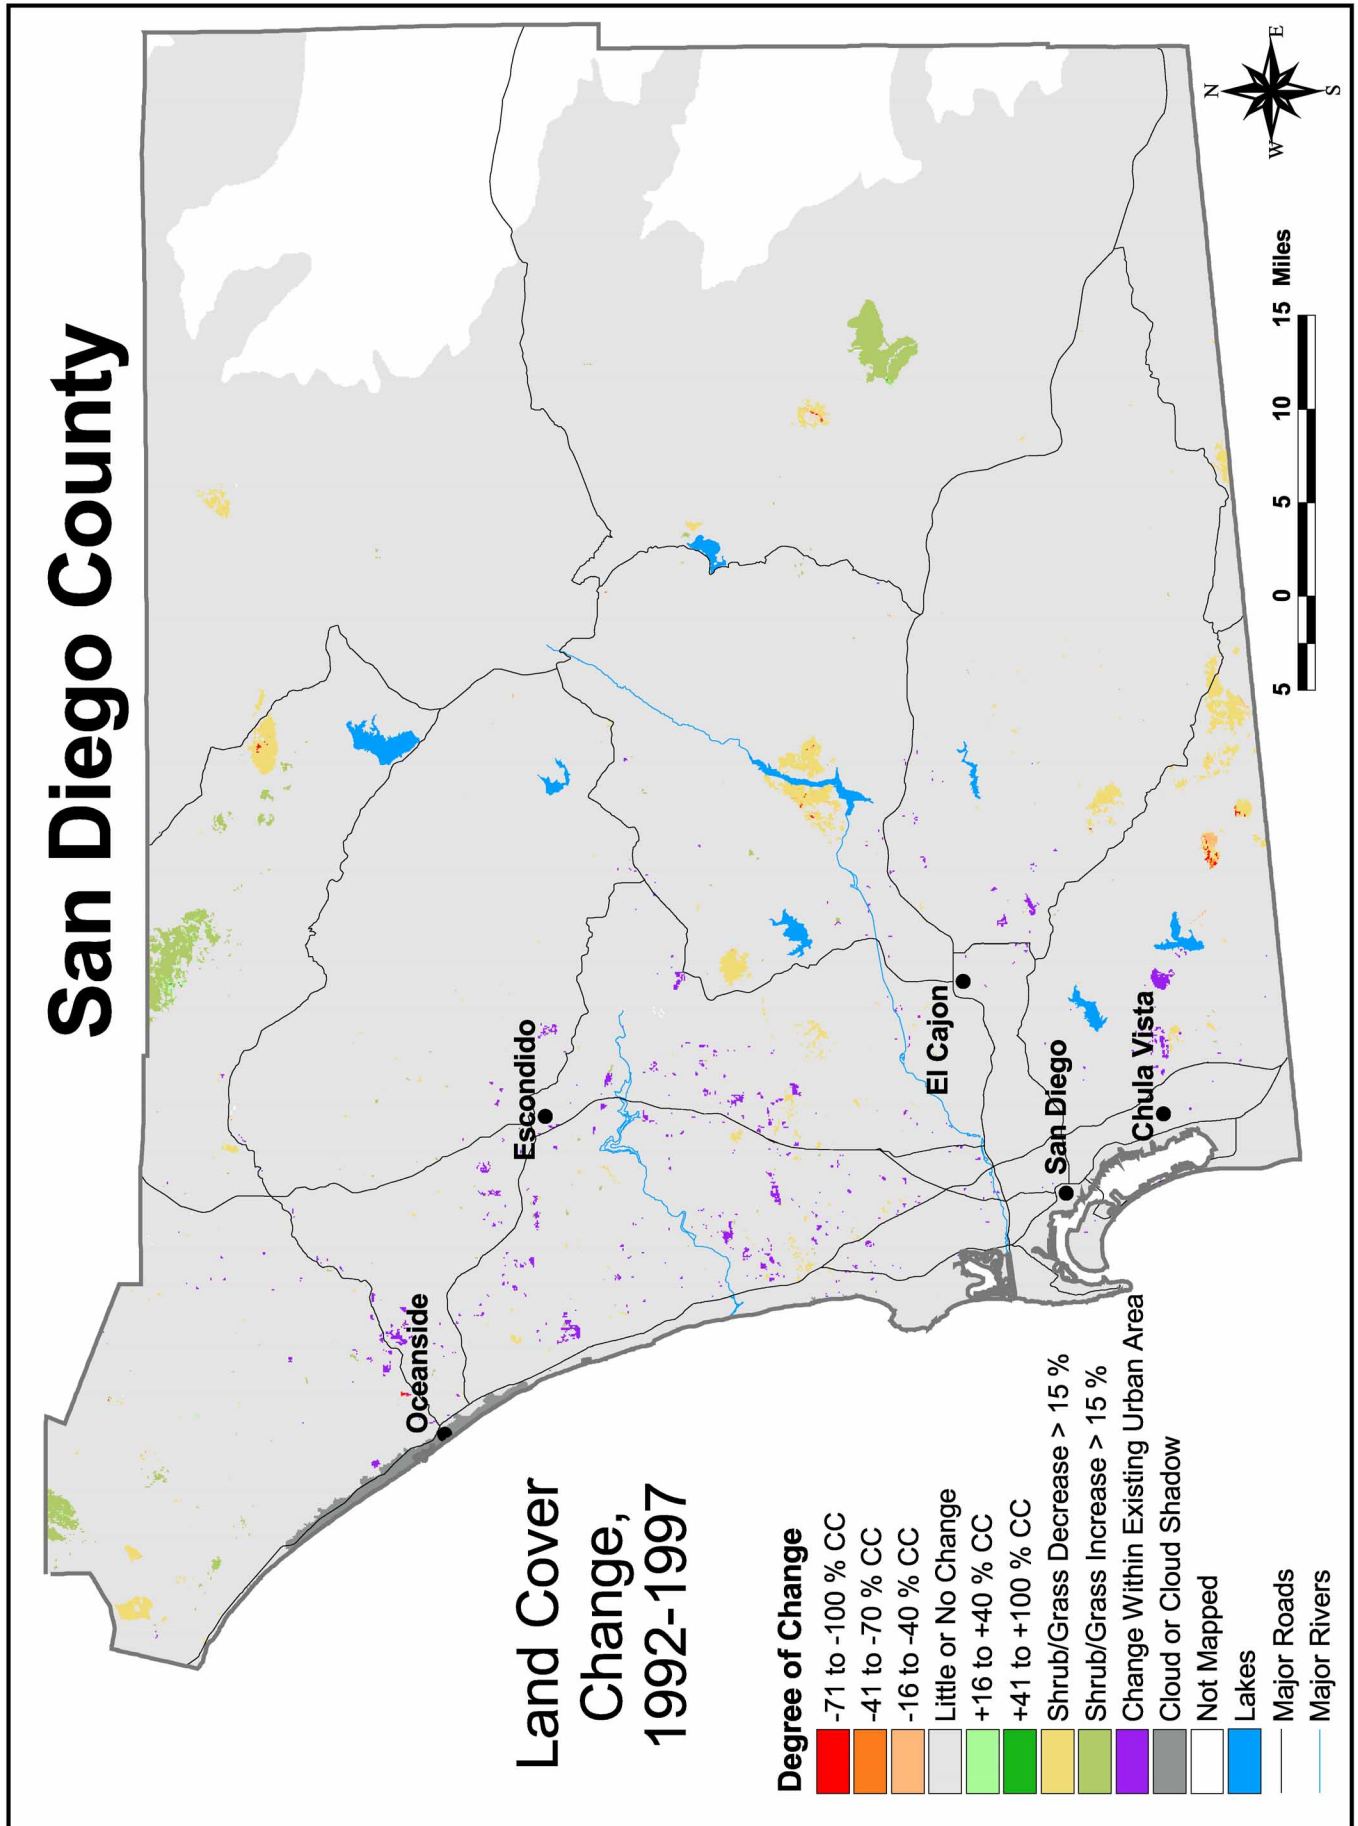 San Diego County
Land Cover
Change,
1992-1997
Oceanside
Escondido
El Cajon
San Diego
Chula Vista
Degree of Change
-71 to -100 % CC
-41 to -70 % CC
-16 to -40 % CC
Little or No Change
+16 to +40 % CC
+41 to +100 % CC
Shrub/Grass Decrease > 15 %
Shrub/Grass Increase > 15 %
Change Within Existing Urban Area
Cloud or Cloud Shadow
Not Mapped
Lakes
Major Roads
Major Rivers
5 0 5 10 15 Miles
N
W E
S